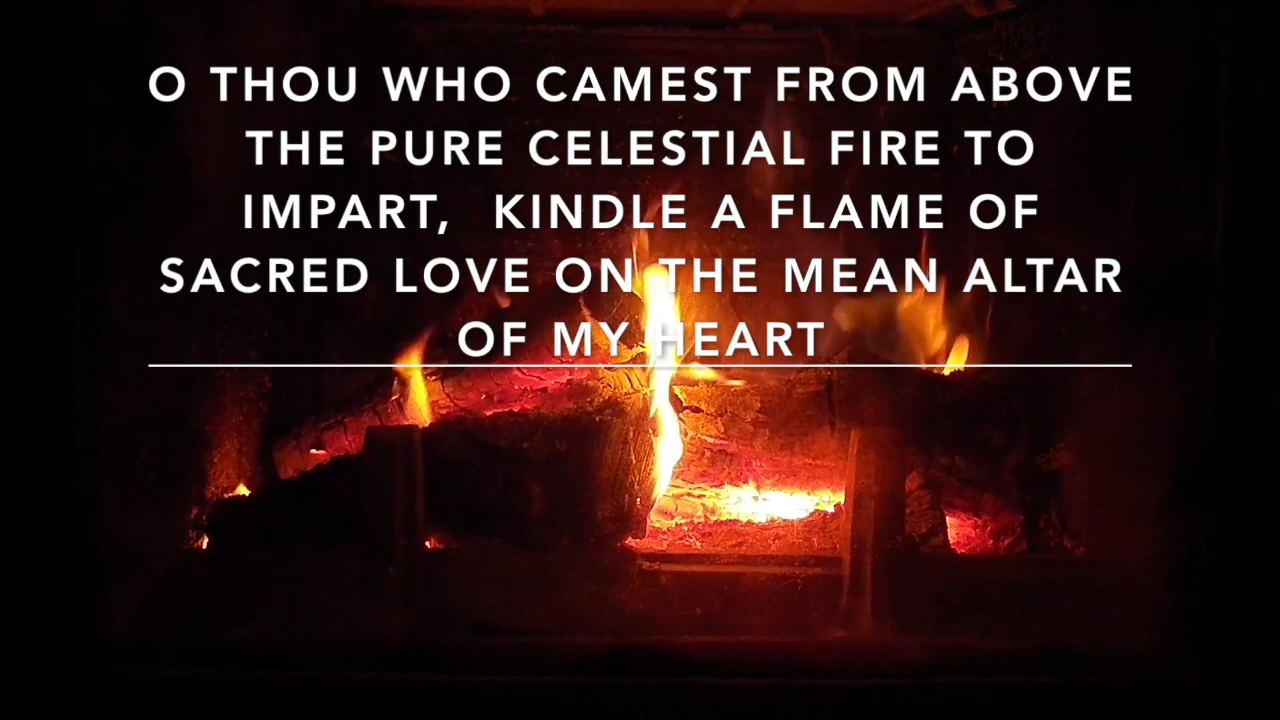 O THOU WHO CAMEST FROM ABOVE
THE PURE CELESTIAL FIRE TO
IMPART,  KINDLE A FLAME OF
SACRED LOVE ON THE MEAN ALTAR
OF MY HEART